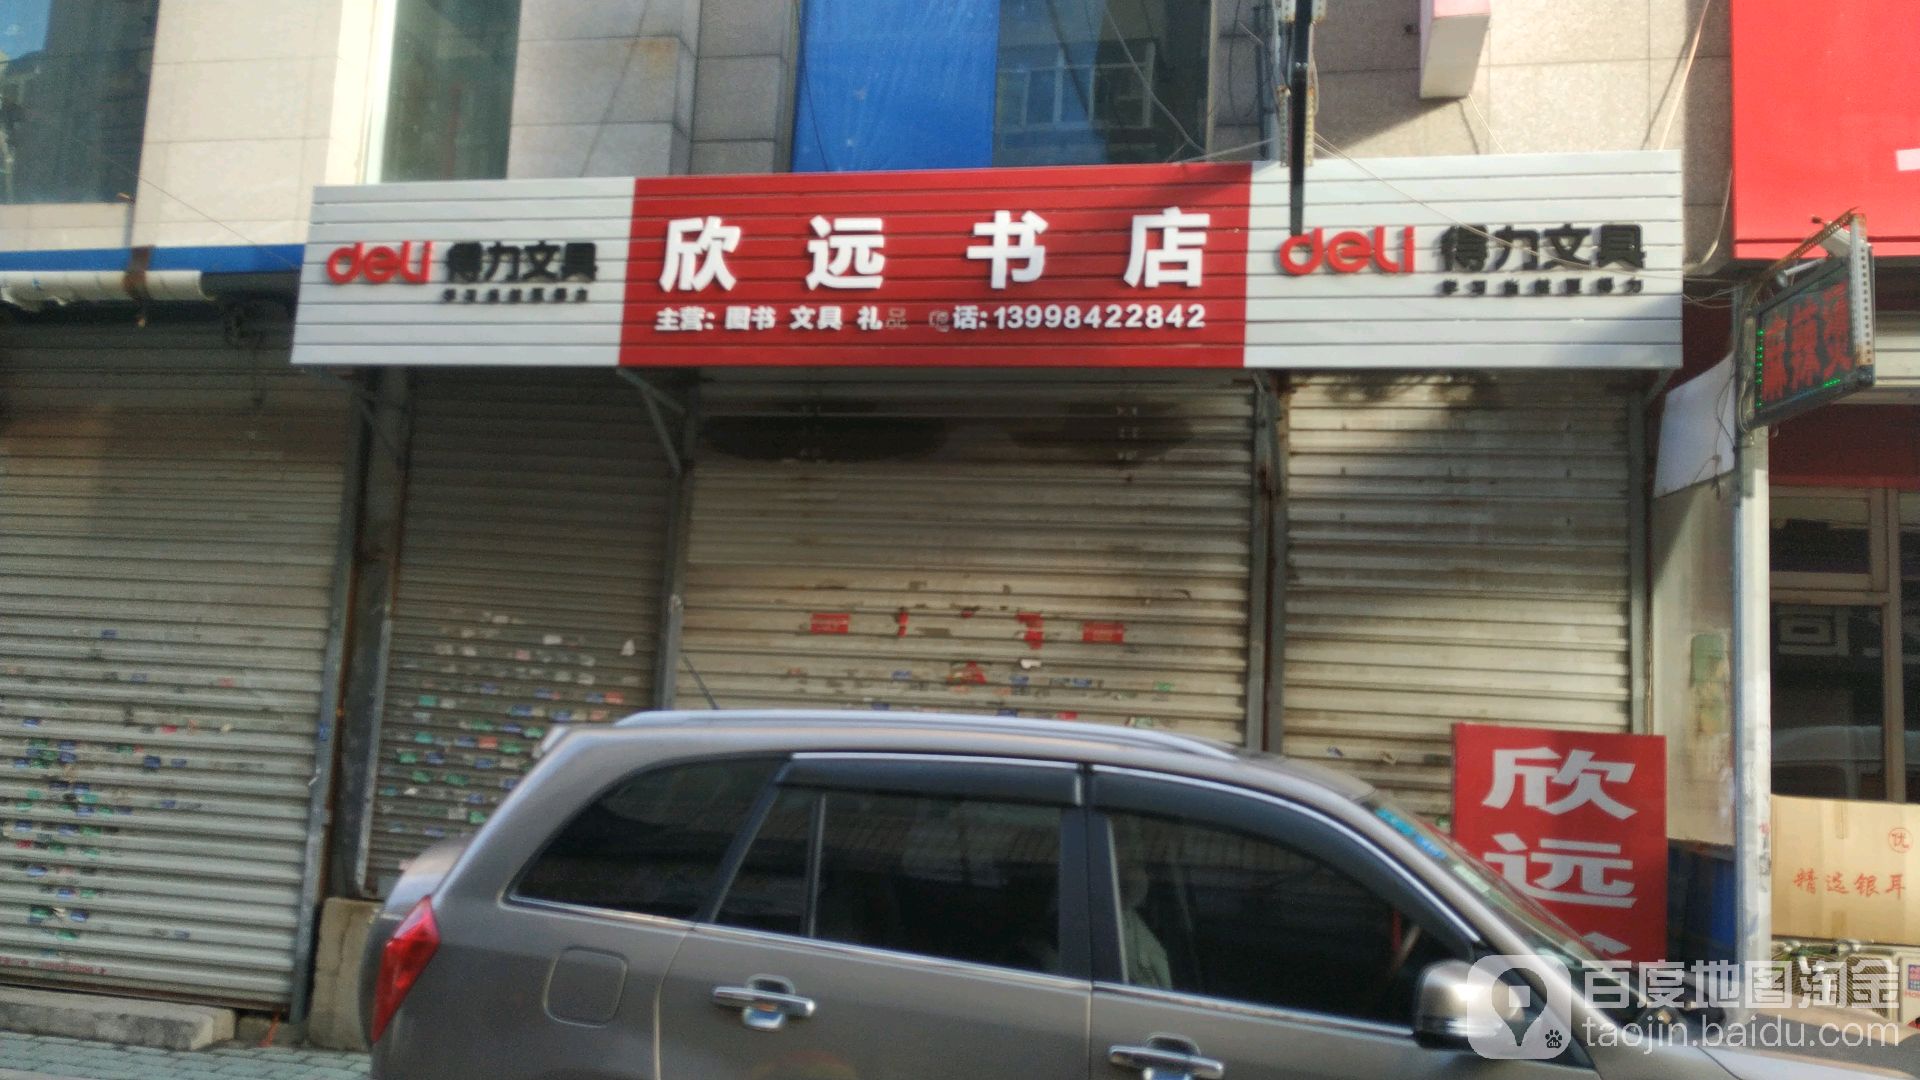 deli 得力文具
欣远书店
主营: 图书 文具 礼品 电话: 13998422842
deli 得力文具
麻辣烫
欣远
优
精选银耳
百度地图淘金
taojin.baidu.com